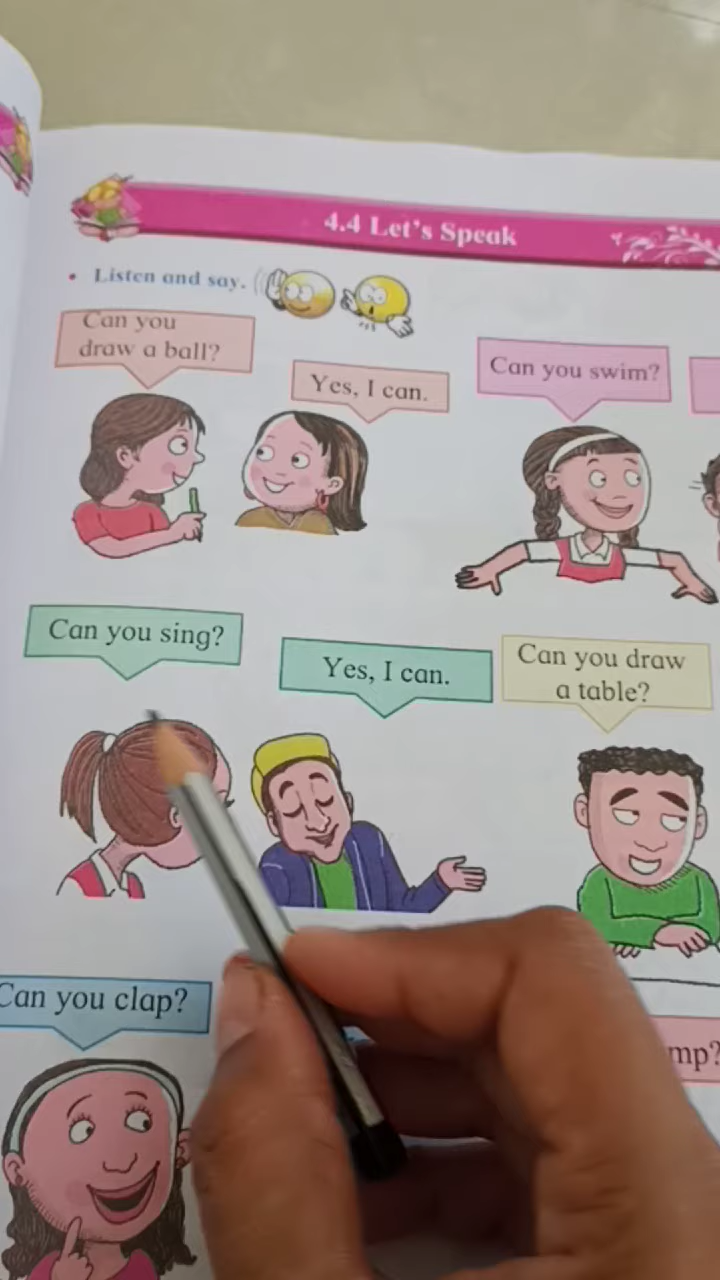 4.4 Let's Speak
• Listen and say.
Can you
draw a ball?
Yes, I can.
Can you swim?
Can you sing?
Yes, I can.
Can you draw
a table?
Can you clap?
mp?